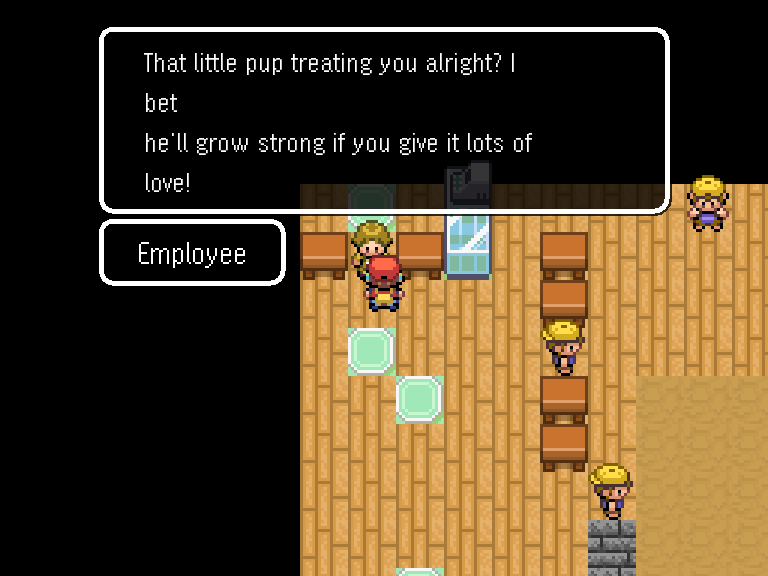 That little pup treating you alright? I
bet
he'll grow strong if you give it lots of
love!
Employee